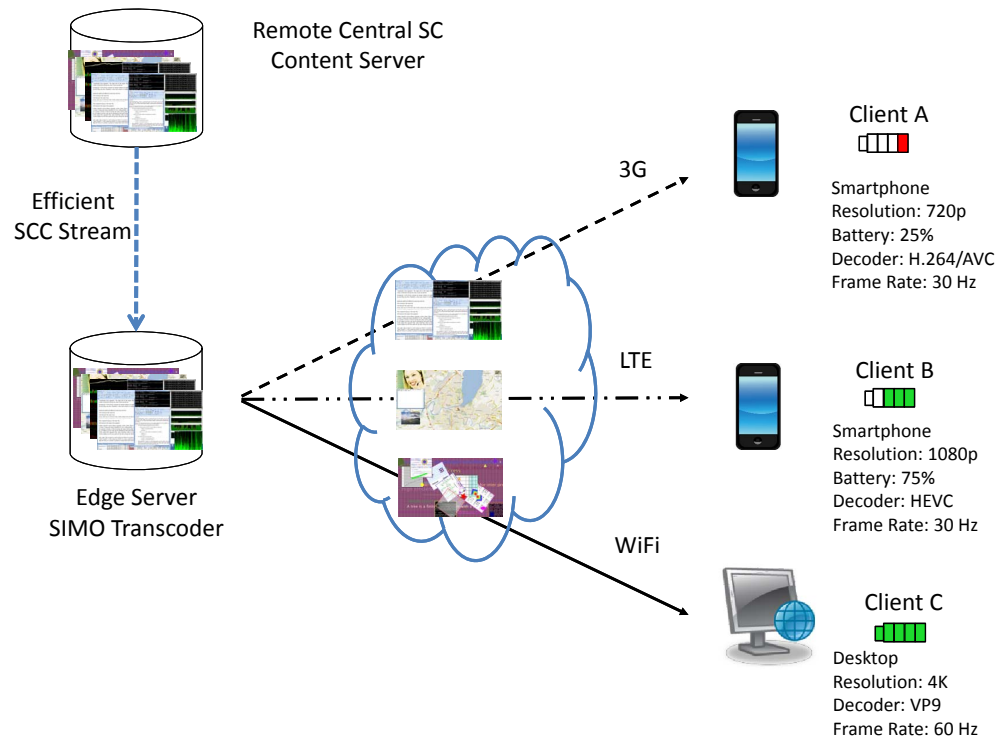 Remote Central SC
Content Server
Efficient
SCC Stream
Edge Server
SIMO Transcoder
3G
LTE
WiFi
Client A
Smartphone
Resolution: 720p
Battery: 25%
Decoder: H.264/AVC
Frame Rate: 30 Hz
Client B
Smartphone
Resolution: 1080p
Battery: 75%
Decoder: HEVC
Frame Rate: 30 Hz
Client C
Desktop
Resolution: 4K
Decoder: VP9
Frame Rate: 60 Hz